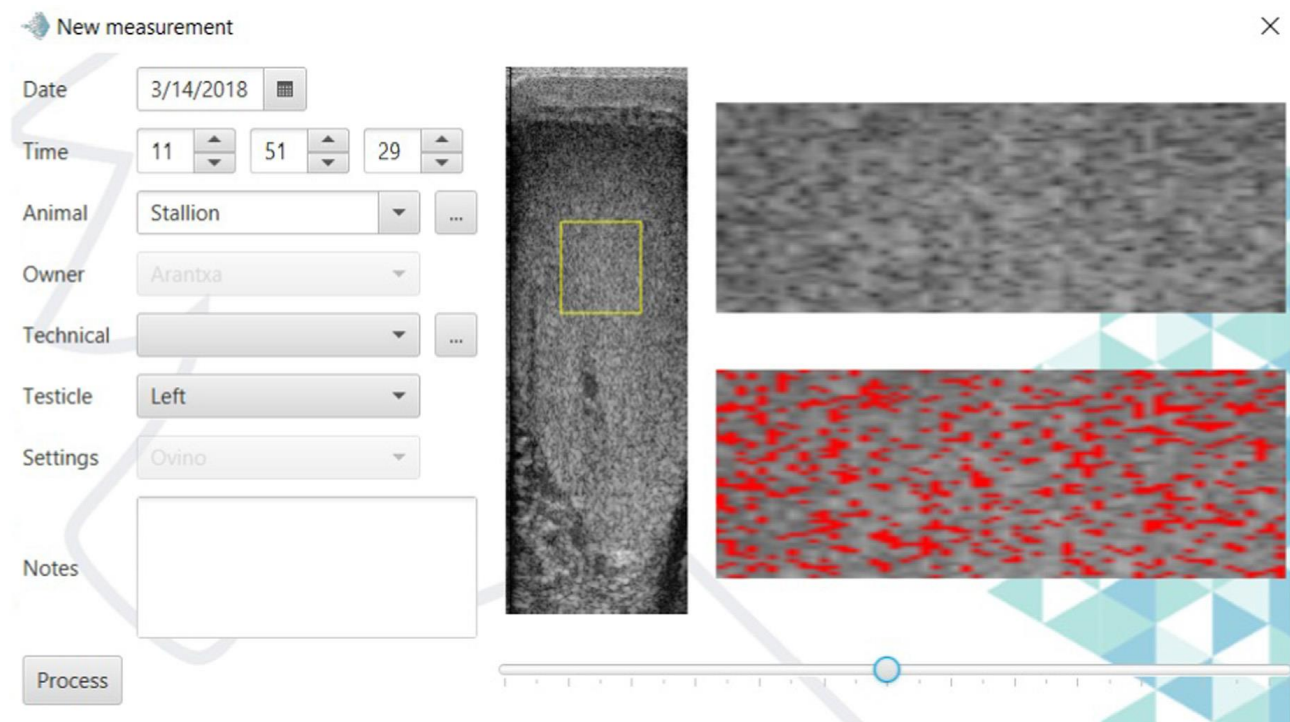 New measurement
Date 3/14/2018
Time 11 51 29
Animal Stallion ...
Owner Arantxa
Technical ...
Testicle Left
Settings Ovino
Notes
Process